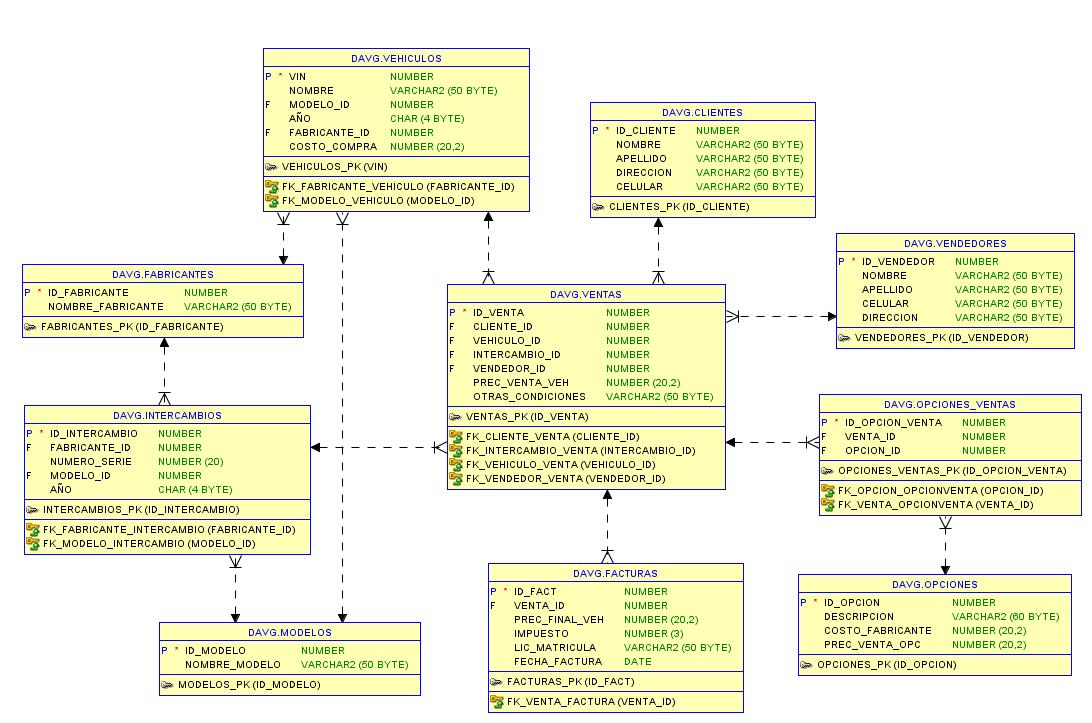 DAVG.VEHICULOS
P * VIN NUMBER
NOMBRE VARCHAR2 (50 BYTE)
F MODELO_ID NUMBER
AÑO CHAR (4 BYTE)
F FABRICANTE_ID NUMBER
COSTO_COMPRA NUMBER (20,2)
VEHICULOS_PK (VIN)
FK_FABRICANTE_VEHICULO (FABRICANTE_ID)
FK_MODELO_VEHICULO (MODELO_ID)
DAVG.CLIENTES
P * ID_CLIENTE NUMBER
NOMBRE VARCHAR2 (50 BYTE)
APELLIDO VARCHAR2 (50 BYTE)
DIRECCION VARCHAR2 (50 BYTE)
CELULAR VARCHAR2 (50 BYTE)
CLIENTES_PK (ID_CLIENTE)
DAVG.VENDEDORES
P * ID_VENDEDOR NUMBER
NOMBRE VARCHAR2 (50 BYTE)
APELLIDO VARCHAR2 (50 BYTE)
CELULAR VARCHAR2 (50 BYTE)
DIRECCION VARCHAR2 (50 BYTE)
VENDEDORES_PK (ID_VENDEDOR)
DAVG.FABRICANTES
P * ID_FABRICANTE NUMBER
NOMBRE_FABRICANTE VARCHAR2 (50 BYTE)
FABRICANTES_PK (ID_FABRICANTE)
DAVG.VENTAS
P * ID_VENTA NUMBER
F CLIENTE_ID NUMBER
F VEHICULO_ID NUMBER
F INTERCAMBIO_ID NUMBER
F VENDEDOR_ID NUMBER
PREC_VENTA_VEH NUMBER (20,2)
OTRAS_CONDICIONES VARCHAR2 (50 BYTE)
VENTAS_PK (ID_VENTA)
FK_CLIENTE_VENTA (CLIENTE_ID)
FK_INTERCAMBIO_VENTA (INTERCAMBIO_ID)
FK_VEHICULO_VENTA (VEHICULO_ID)
FK_VENDEDOR_VENTA (VENDEDOR_ID)
DAVG.INTERCAMBIOS
P * ID_INTERCAMBIO NUMBER
F FABRICANTE_ID NUMBER
NUMERO_SERIE NUMBER (20)
F MODELO_ID NUMBER
AÑO CHAR (4 BYTE)
INTERCAMBIOS_PK (ID_INTERCAMBIO)
FK_FABRICANTE_INTERCAMBIO (FABRICANTE_ID)
FK_MODELO_INTERCAMBIO (MODELO_ID)
DAVG.OPCIONES_VENTAS
P * ID_OPCION_VENTA NUMBER
F VENTA_ID NUMBER
F OPCION_ID NUMBER
OPCIONES_VENTAS_PK (ID_OPCION_VENTA)
FK_OPCION_OPCIONVENTA (OPCION_ID)
FK_VENTA_OPCIONVENTA (VENTA_ID)
DAVG.MODELOS
P * ID_MODELO NUMBER
NOMBRE_MODELO VARCHAR2 (50 BYTE)
MODELOS_PK (ID_MODELO)
DAVG.FACTURAS
P * ID_FACT NUMBER
F VENTA_ID NUMBER
PREC_FINAL_VEH NUMBER (20,2)
IMPUESTO NUMBER (3)
LIC_MATRICULA VARCHAR2 (50 BYTE)
FECHA_FACTURA DATE
FACTURAS_PK (ID_FACT)
FK_VENTA_FACTURA (VENTA_ID)
DAVG.OPCIONES
P * ID_OPCION NUMBER
DESCRIPCION VARCHAR2 (60 BYTE)
COSTO_FABRICANTE NUMBER (20,2)
PREC_VENTA_OPC NUMBER (20,2)
OPCIONES_PK (ID_OPCION)